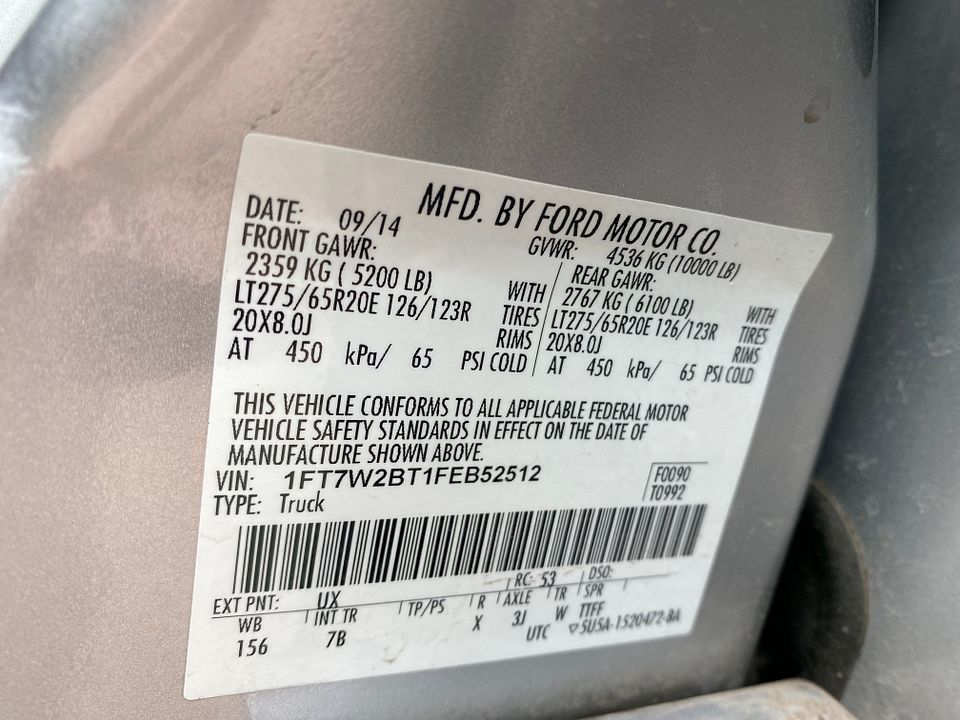 MFD. BY FORD MOTOR CO.
DATE: 09/14 GVWR: 4536 KG (10000 LB)
FRONT GAWR: REAR GAWR:
2359 KG ( 5200 LB) WITH 2767 KG ( 6100 LB) WITH
LT275/65R20E 126/123R TIRES LT275/65R20E 126/123R TIRES
20X8.0J RIMS 20X8.0J RIMS
AT 450 kPa/ 65 PSI COLD AT 450 kPa/ 65 PSI COLD
THIS VEHICLE CONFORMS TO ALL APPLICABLE FEDERAL MOTOR
VEHICLE SAFETY STANDARDS IN EFFECT ON THE DATE OF
MANUFACTURE SHOWN ABOVE.
VIN: 1FT7W2BT1FEB52512 F0090
TYPE: Truck T0992
EXT PNT: UX RC: 53 DSO:
WB INT TR TP/PS R AXLE TR SPR
156 7B X 3J W TTFF
UTC ▽5U5A-1520472-BA